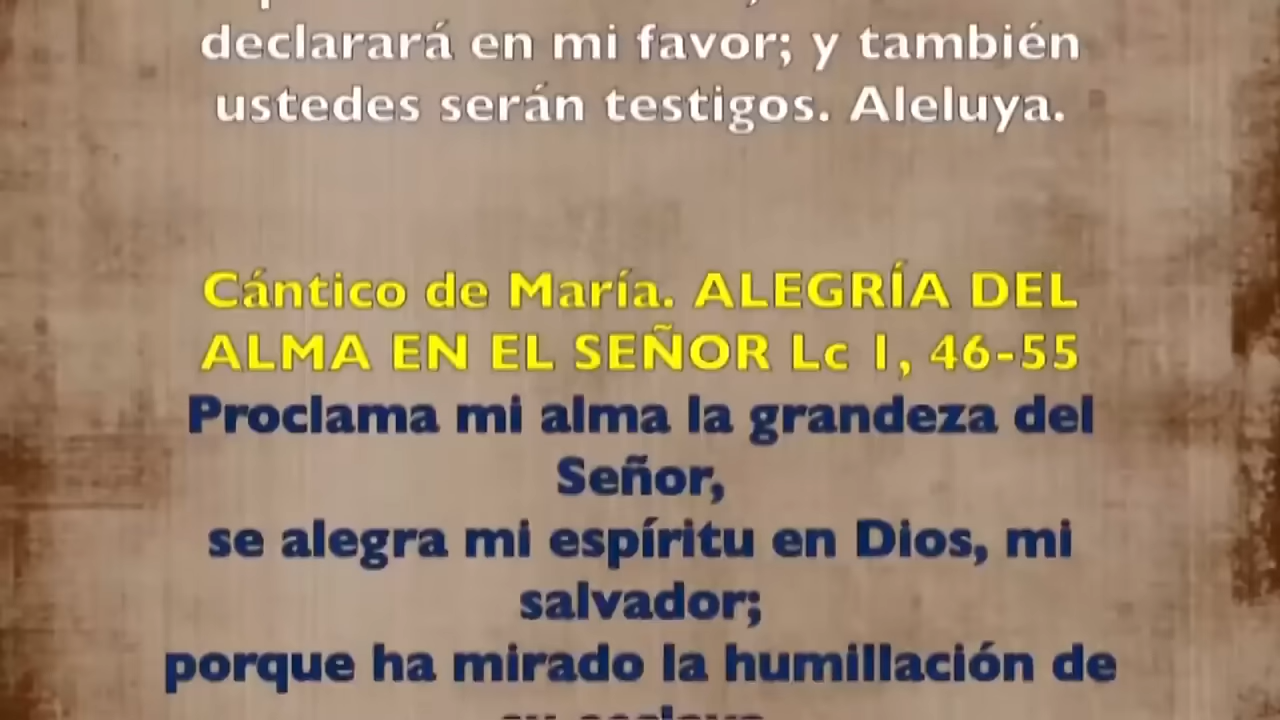 declarará en mi favor; y también
ustedes serán testigos. Aleluya.
Cántico de María. ALEGRÍA DEL
ALMA EN EL SEÑOR Lc 1, 46-55
Proclama mi alma la grandeza del
Señor,
se alegra mi espíritu en Dios, mi
salvador;
porque ha mirado la humillación de